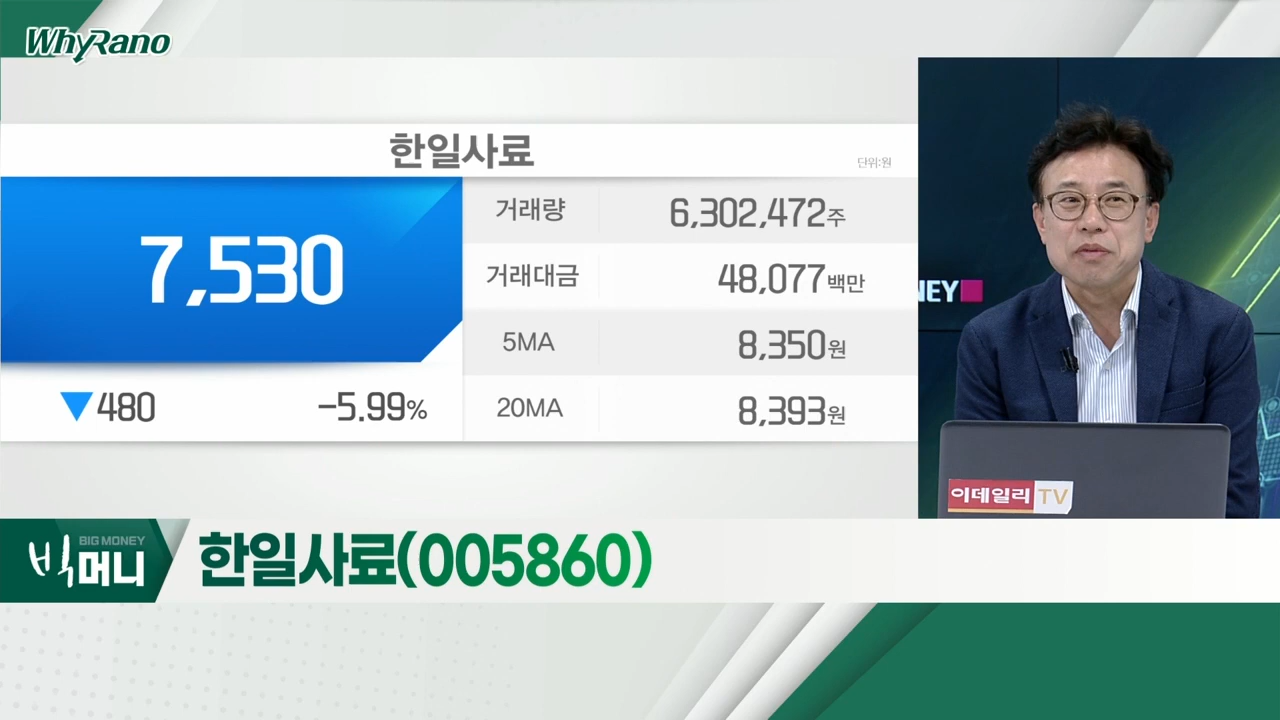 WhyRano
한일사료
단위:원
7,530
▼480 -5.99%
거래량 6,302,472주
거래대금 48,077백만
5MA 8,350원
20MA 8,393원
NEY
이데일리 TV
빅머니 BIG MONEY
한일사료(005860)